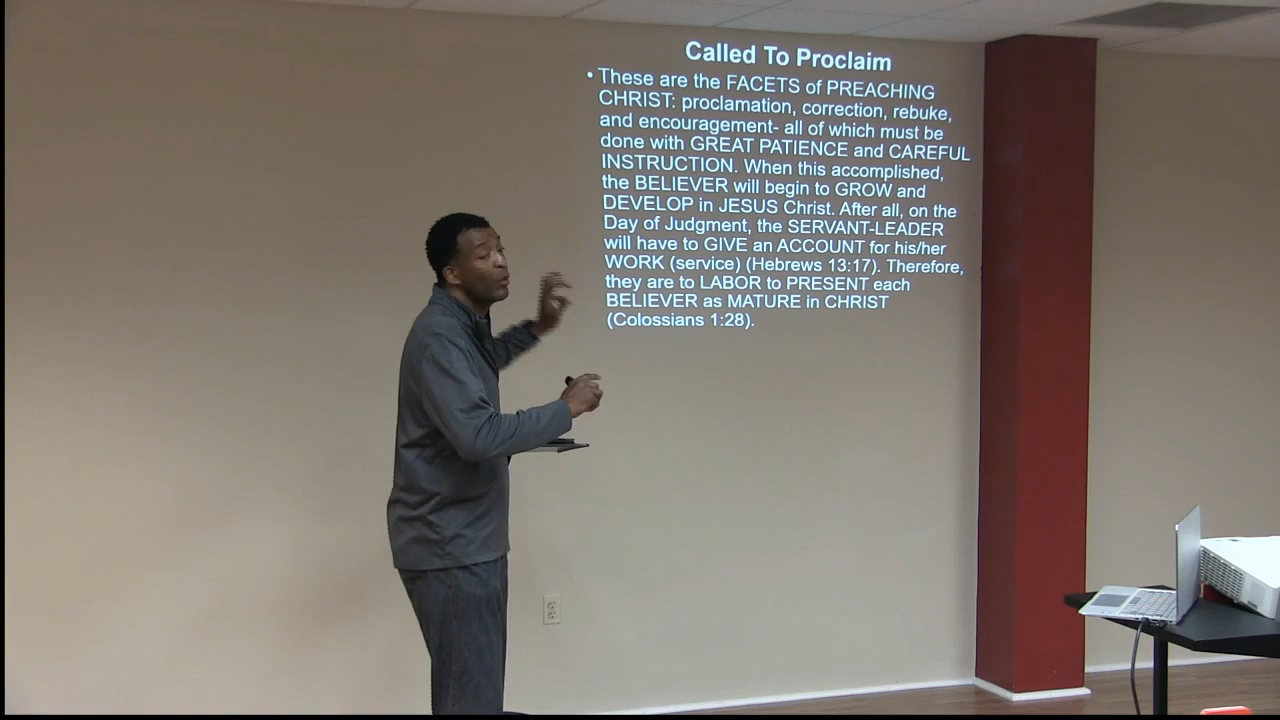 Called To Proclaim
• These are the FACETS of PREACHING
CHRIST: proclamation, correction, rebuke,
and encouragement- all of which must be
done with GREAT PATIENCE and CAREFUL
INSTRUCTION. When this accomplished,
the BELIEVER will begin to GROW and
DEVELOP in JESUS Christ. After all, on the
Day of Judgment, the SERVANT-LEADER
will have to GIVE an ACCOUNT for his/her
WORK (service) (Hebrews 13:17). Therefore,
they are to LABOR to PRESENT each
BELIEVER as MATURE in CHRIST
(Colossians 1:28).